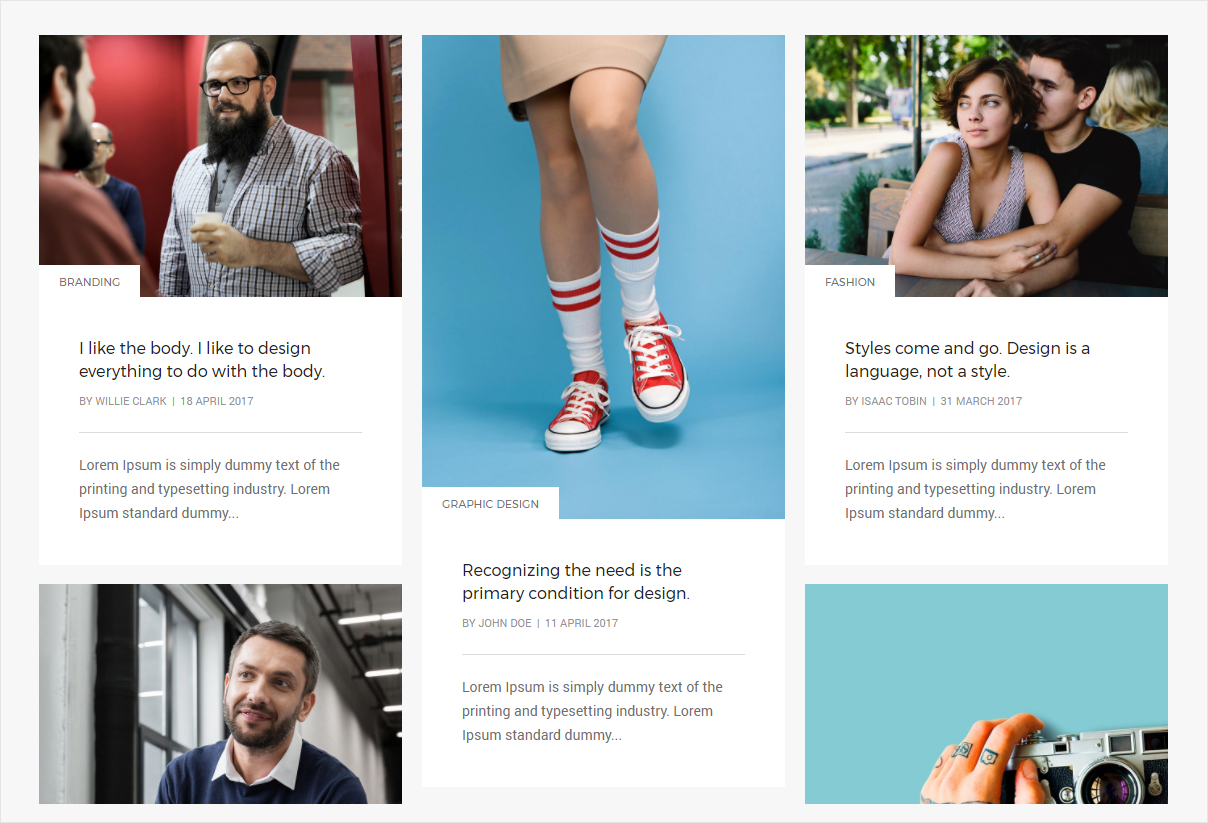 BRANDING
I like the body. I like to design
everything to do with the body.
BY WILLIE CLARK | 18 APRIL 2017
Lorem Ipsum is simply dummy text of the
printing and typesetting industry. Lorem
Ipsum standard dummy...
GRAPHIC DESIGN
Recognizing the need is the
primary condition for design.
BY JOHN DOE | 11 APRIL 2017
Lorem Ipsum is simply dummy text of the
printing and typesetting industry. Lorem
Ipsum standard dummy...
FASHION
Styles come and go. Design is a
language, not a style.
BY ISAAC TOBIN | 31 MARCH 2017
Lorem Ipsum is simply dummy text of the
printing and typesetting industry. Lorem
Ipsum standard dummy...